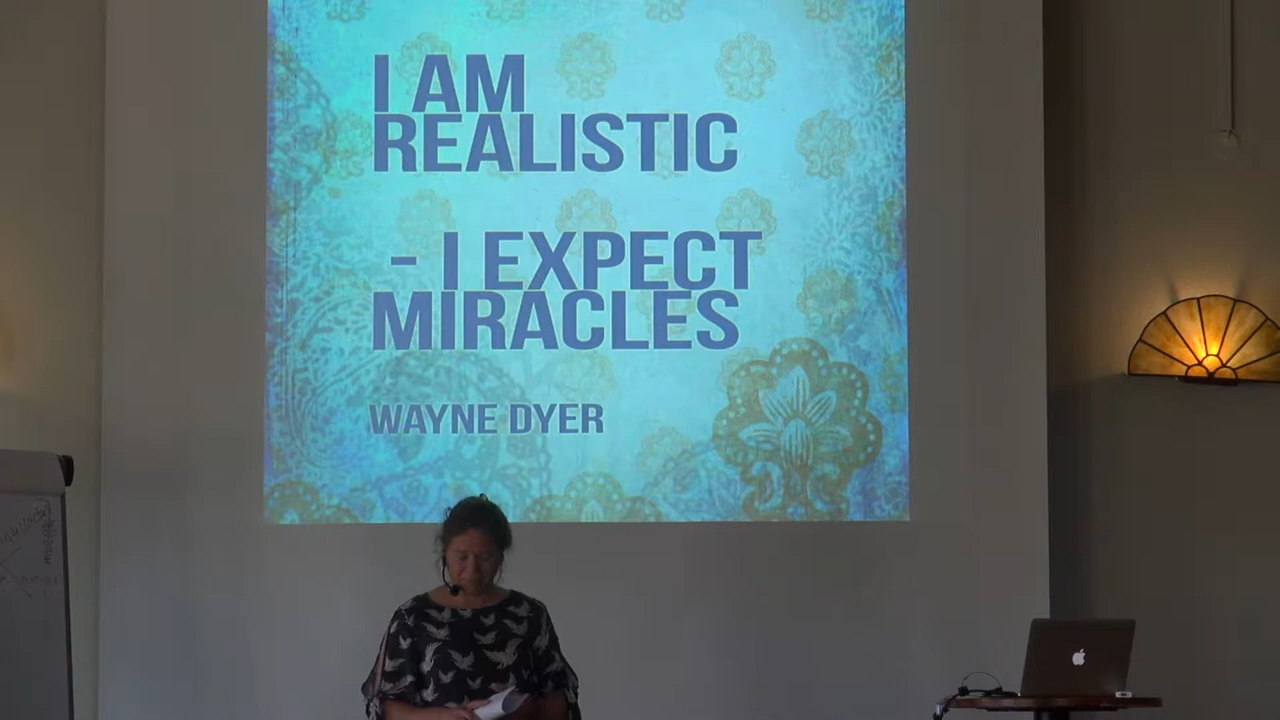 I AM
REALISTIC
- I EXPECT
MIRACLES
WAYNE DYER